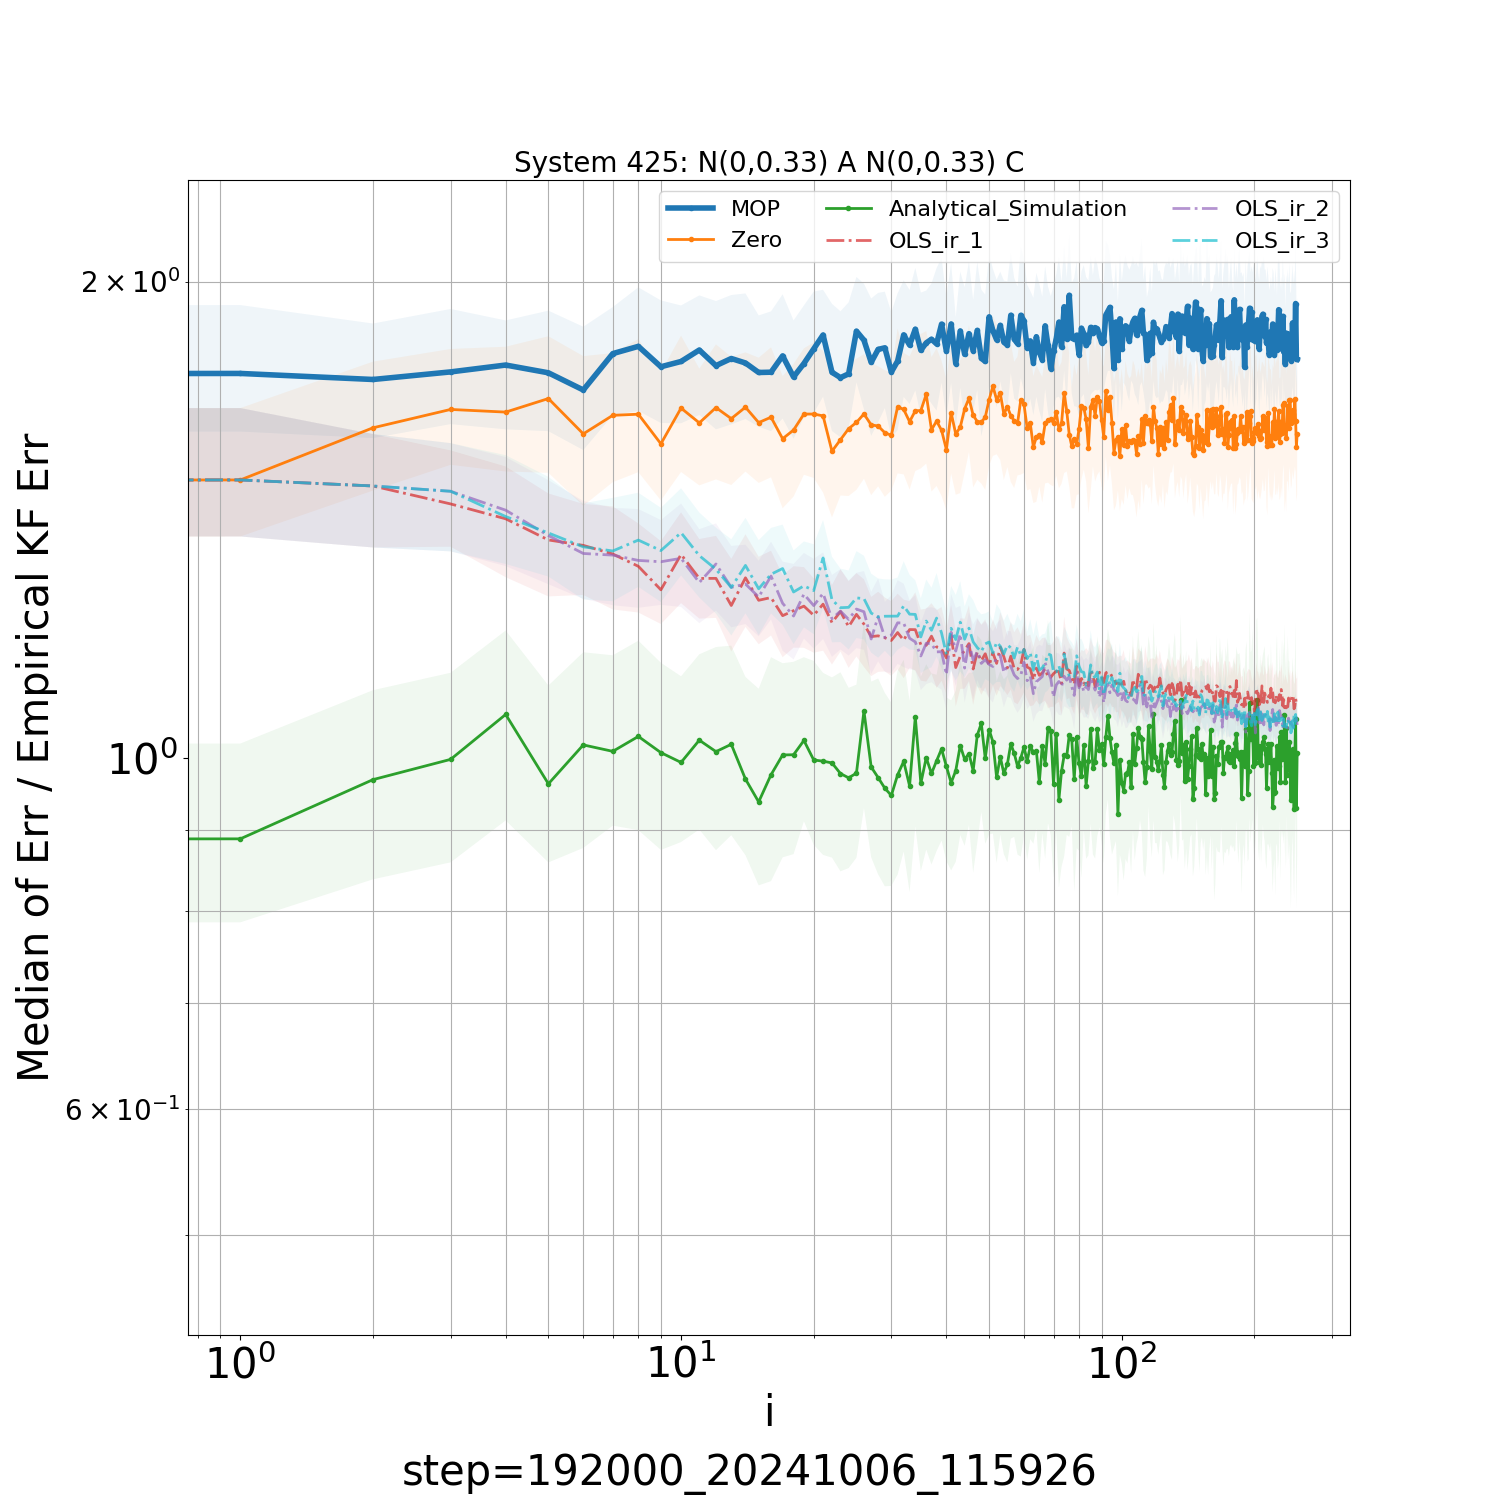 System 425: N(0,0.33) A N(0,0.33) C
MOP
Zero
Analytical_Simulation
OLS_ir_1
OLS_ir_2
OLS_ir_3
Median of Err / Empirical KF Err
2 × 10⁰
10⁰
6 × 10⁻¹
10⁰ 10¹ 10²
i
step=192000_20241006_115926